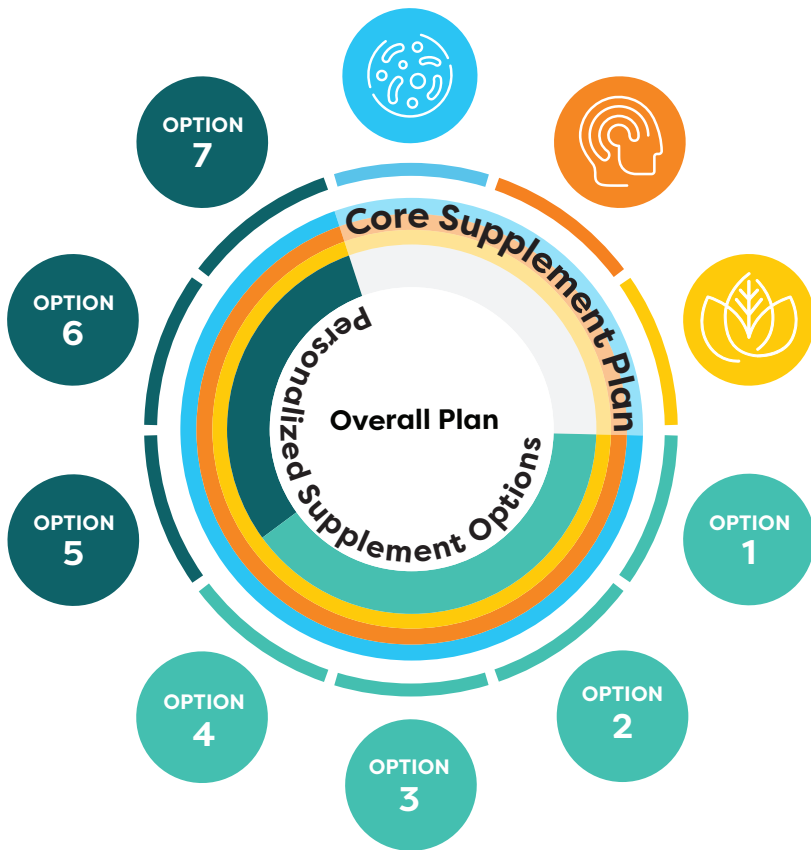 Core Supplement Plan
Personalized Supplement Options
Overall Plan
OPTION
1
OPTION
2
OPTION
3
OPTION
4
OPTION
5
OPTION
6
OPTION
7